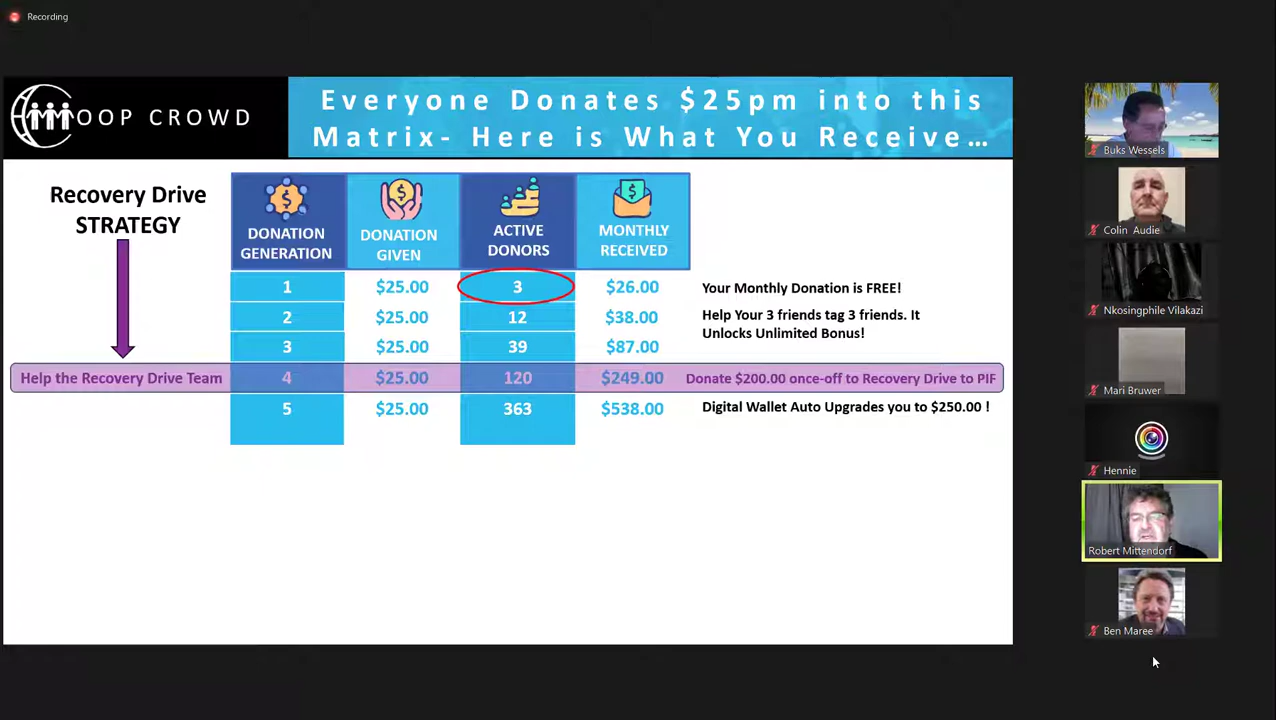 Recording
OOP CROWD
Everyone Donates $25pm into this
Matrix- Here is What You Receive...
Recovery Drive
STRATEGY
DONATION
GENERATION
DONATION
GIVEN
ACTIVE
DONORS
MONTHLY
RECEIVED
1 $25.00 3 $26.00 Your Monthly Donation is FREE!
2 $25.00 12 $38.00 Help Your 3 friends tag 3 friends. It
Unlocks Unlimited Bonus!
3 $25.00 39 $87.00
Help the Recovery Drive Team 4 $25.00 120 $249.00 Donate $200.00 once-off to Recovery Drive to PIF
5 $25.00 363 $538.00 Digital Wallet Auto Upgrades you to $250.00 !
Buks Wessels
Colin Audie
Nkosingphile Vilakazi
Mari Bruwer
Hennie
Robert Mittendorf
Ben Maree